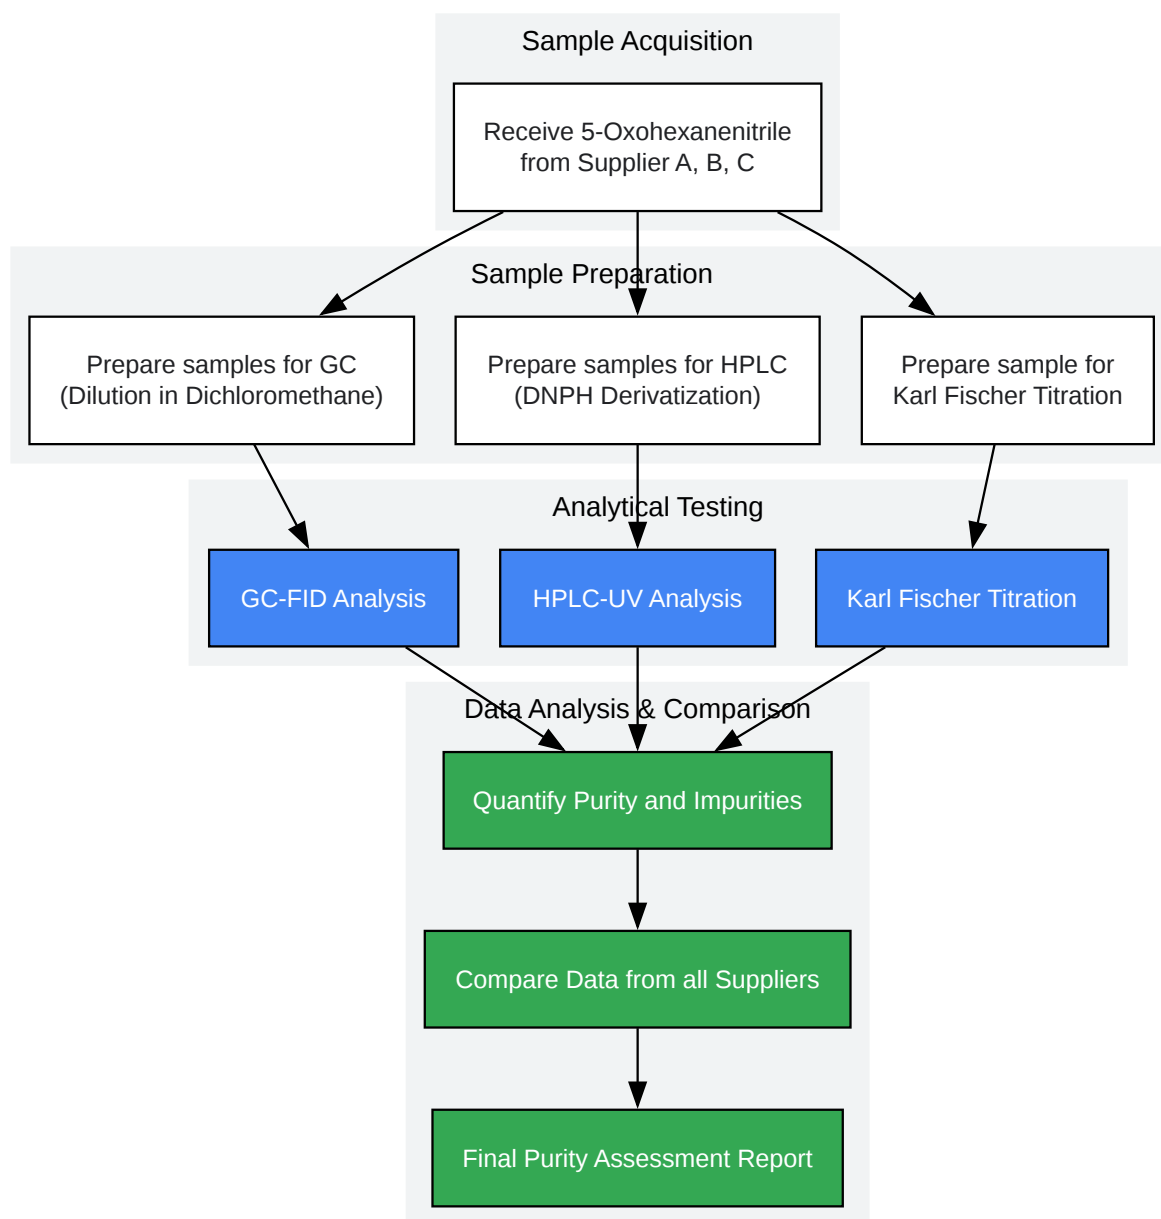 Sample Acquisition
Receive 5-Oxohexanenitrile
from Supplier A, B, C
Sample Preparation
Prepare samples for GC
(Dilution in Dichloromethane)
Prepare samples for HPLC
(DNPH Derivatization)
Prepare sample for
Karl Fischer Titration
Analytical Testing
GC-FID Analysis
HPLC-UV Analysis
Karl Fischer Titration
Data Analysis & Comparison
Quantify Purity and Impurities
Compare Data from all Suppliers
Final Purity Assessment Report